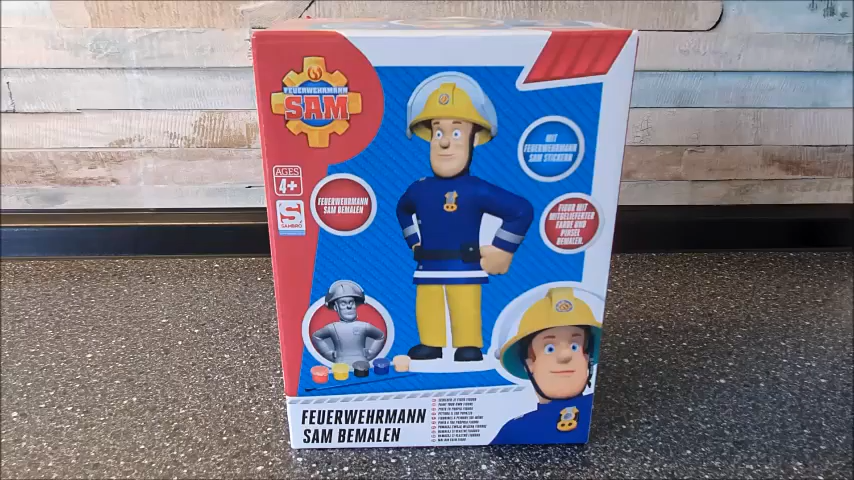 FEUERWEHRMANN
SAM
AGES
4+
S
SAMBRO
FEUERWEHRMANN
SAM BEMALEN
MIT
FEUERWEHRMANN
SAM STICKERN
FIGUR MIT
MITGELIEFERTER
FARBE UND
PINSEL
BEMALEN.
FEUERWEHRMANN
SAM BEMALEN